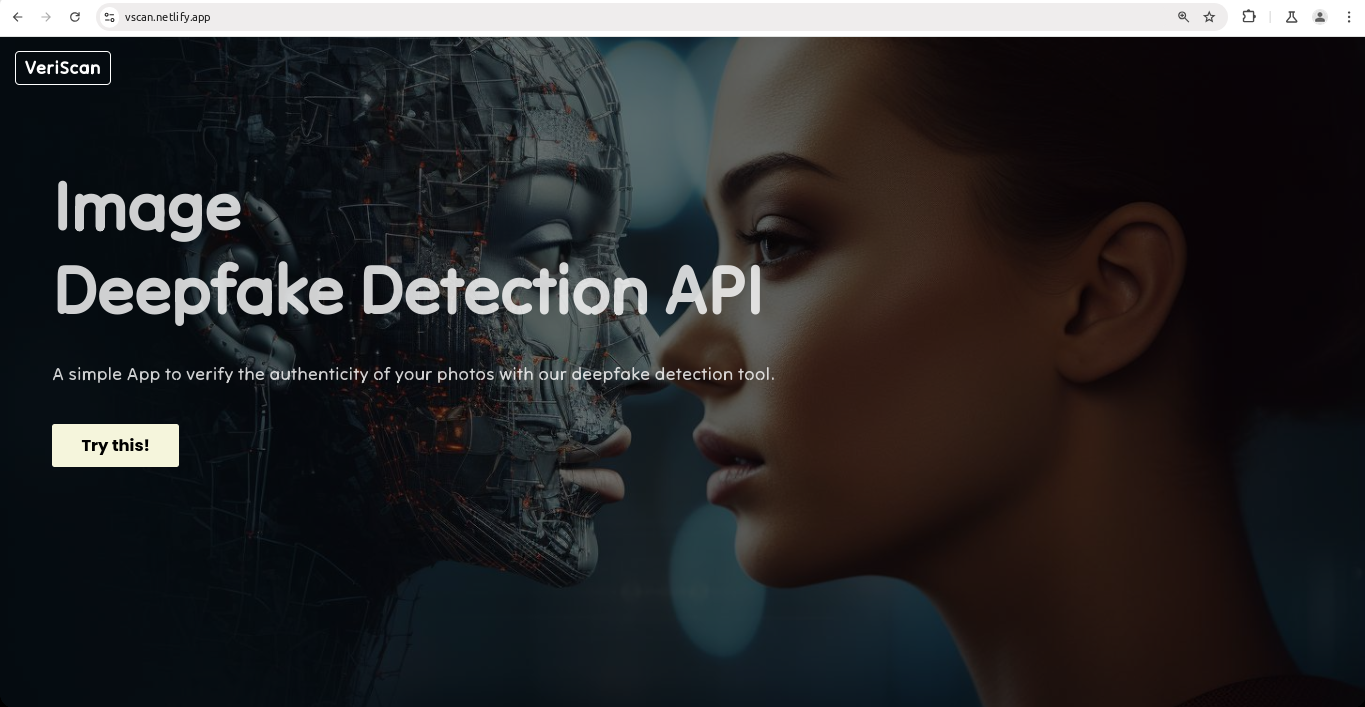 vscan.netlify.app
VeriScan
Image
Deepfake Detection API
A simple App to verify the authenticity of your photos with our deepfake detection tool.
Try this!